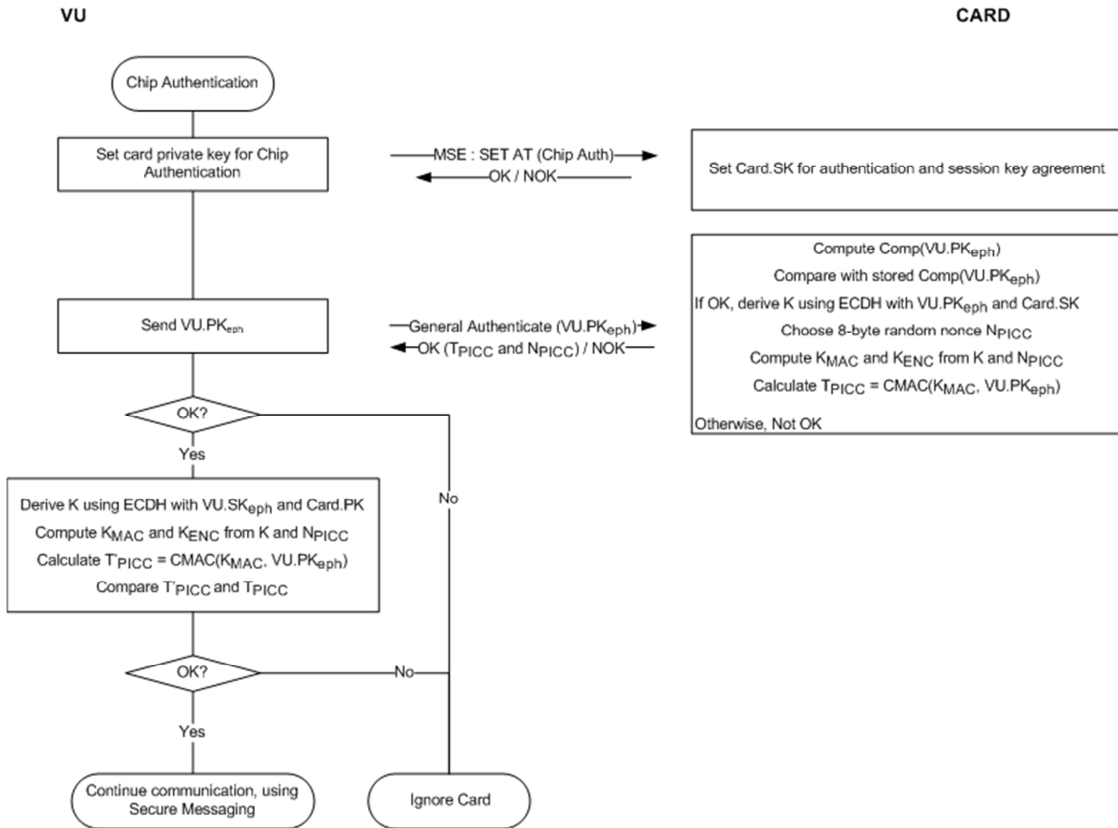 VU
CARD
Chip Authentication
Set card private key for Chip
Authentication
MSE : SET AT (Chip Auth)
OK / NOK
Set Card.SK for authentication and session key agreement
Compute Comp(VU.PKeph)
Compare with stored Comp(VU.PKeph)
If OK, derive K using ECDH with VU.PKeph and Card.SK
Choose 8-byte random nonce NPICC
Compute KMAC and KENC from K and NPICC
Calculate TPICC = CMAC(KMAC, VU.PKeph)
Otherwise, Not OK
Send VU.PKeph
General Authenticate (VU.PKeph)
OK (TPICC and NPICC) / NOK
OK?
Yes
No
Derive K using ECDH with VU.SKeph and Card.PK
Compute KMAC and KENC from K and NPICC
Calculate T'PICC = CMAC(KMAC, VU.PKeph)
Compare T'PICC and TPICC
OK?
No
Yes
Continue communication, using
Secure Messaging
Ignore Card